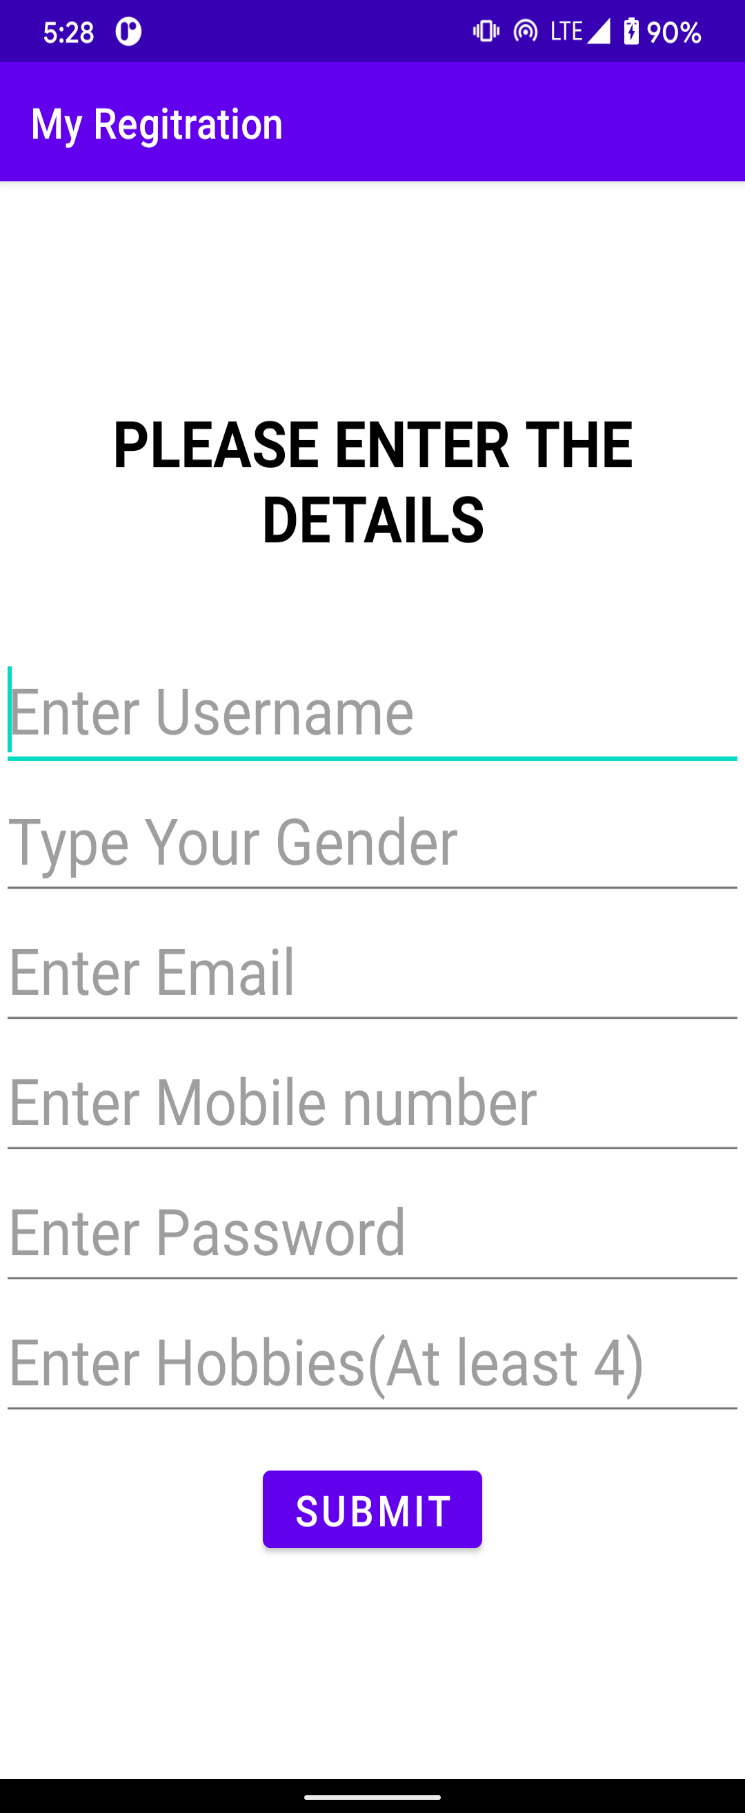 5:28 LTE 90%
My Regitration
PLEASE ENTER THE
DETAILS
Enter Username
Type Your Gender
Enter Email
Enter Mobile number
Enter Password
Enter Hobbies(At least 4)
SUBMIT